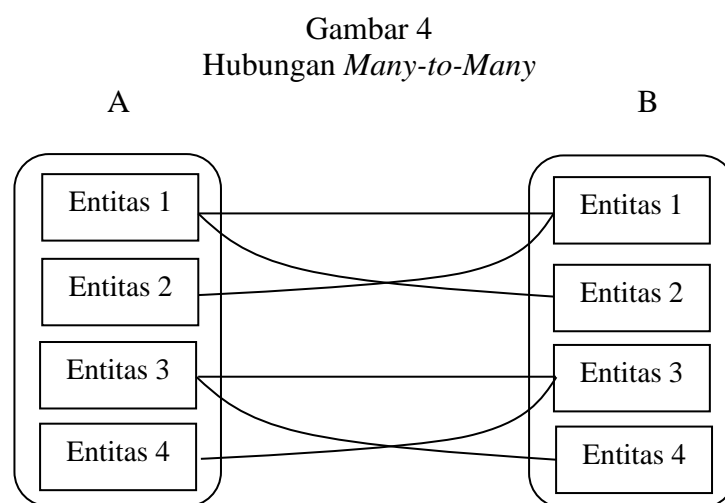 Gambar 4
Hubungan Many-to-Many
A B
Entitas 1 Entitas 1
Entitas 2 Entitas 2
Entitas 3 Entitas 3
Entitas 4 Entitas 4